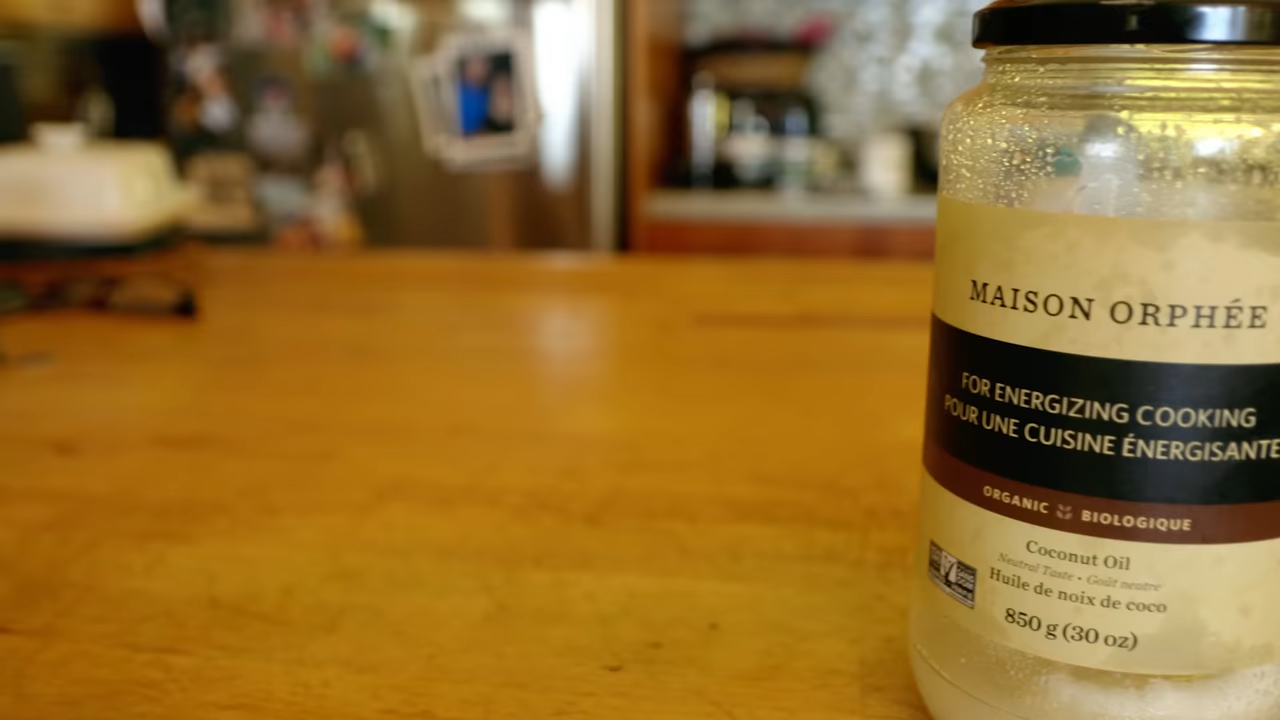 MAISON ORPHÉE
FOR ENERGIZING COOKING
POUR UNE CUISINE ÉNERGISANTE
ORGANIC BIOLOGIQUE
Coconut Oil
Neutral Taste • Goût neutre
Huile de noix de coco
850 g (30 oz)